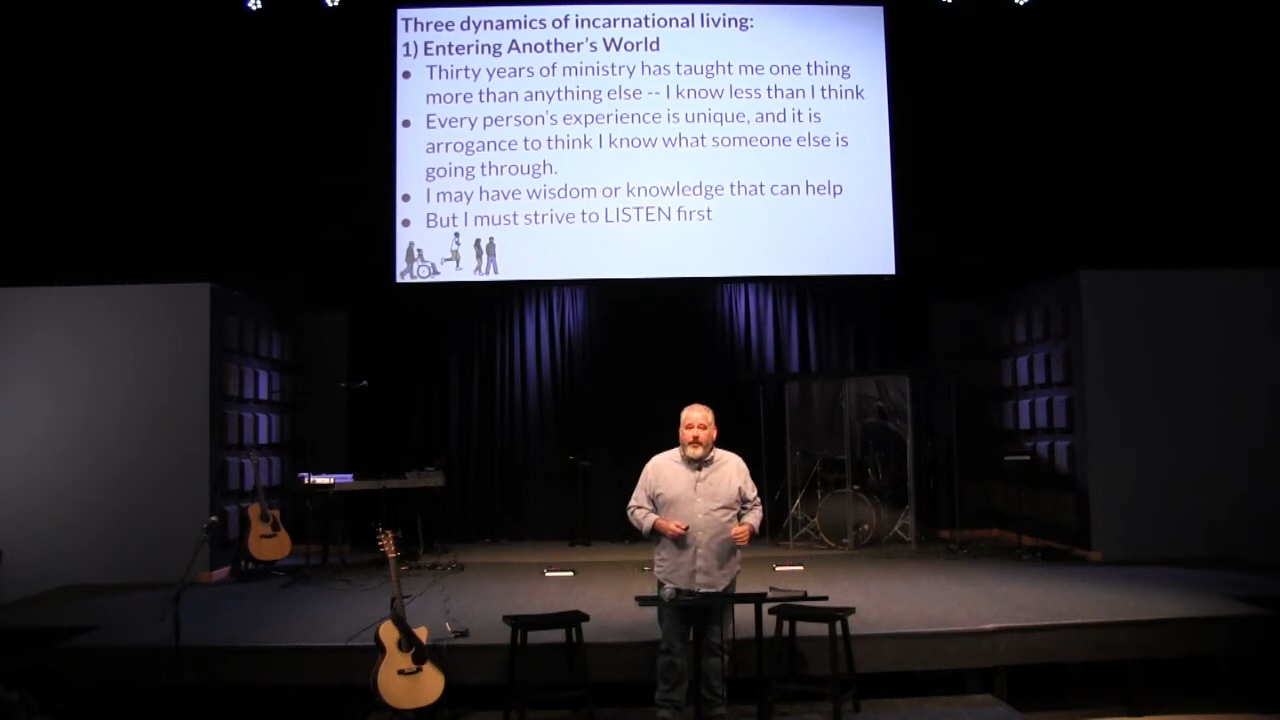 Three dynamics of incarnational living:
1) Entering Another's World
● Thirty years of ministry has taught me one thing
more than anything else -- I know less than I think
● Every person's experience is unique, and it is
arrogance to think I know what someone else is
going through.
● I may have wisdom or knowledge that can help
● But I must strive to LISTEN first